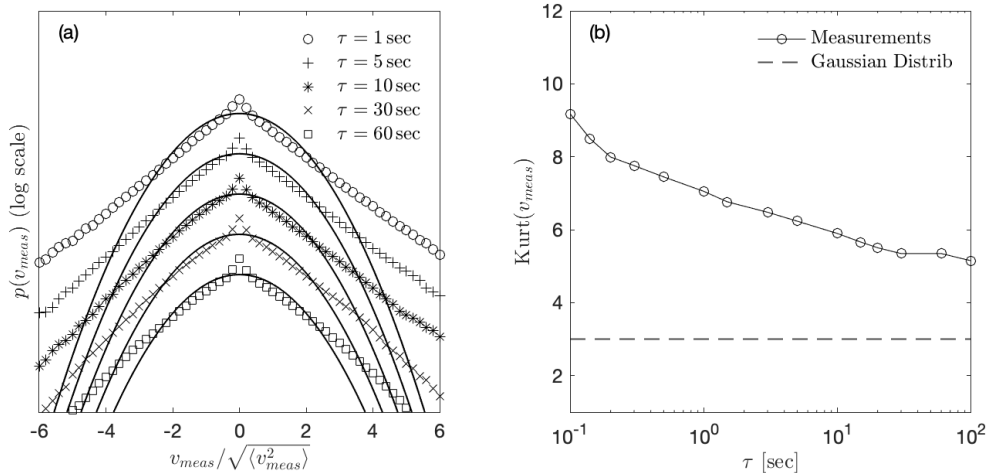 (a)
τ = 1 sec
τ = 5 sec
τ = 10 sec
τ = 30 sec
τ = 60 sec
p(v_meas) (log scale)
-6 -4 -2 0 2 4 6
v_meas/√⟨v²_meas⟩
(b)
Measurements
Gaussian Distrib
Kurt(v_meas)
12
10
8
6
4
2
10⁻¹ 10⁰ 10¹ 10²
τ [sec]